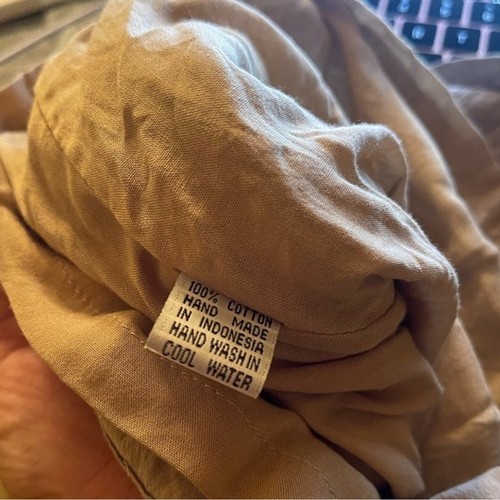 100% COTTON
HAND MADE
IN INDONESIA
HAND WASH IN
COOL WATER